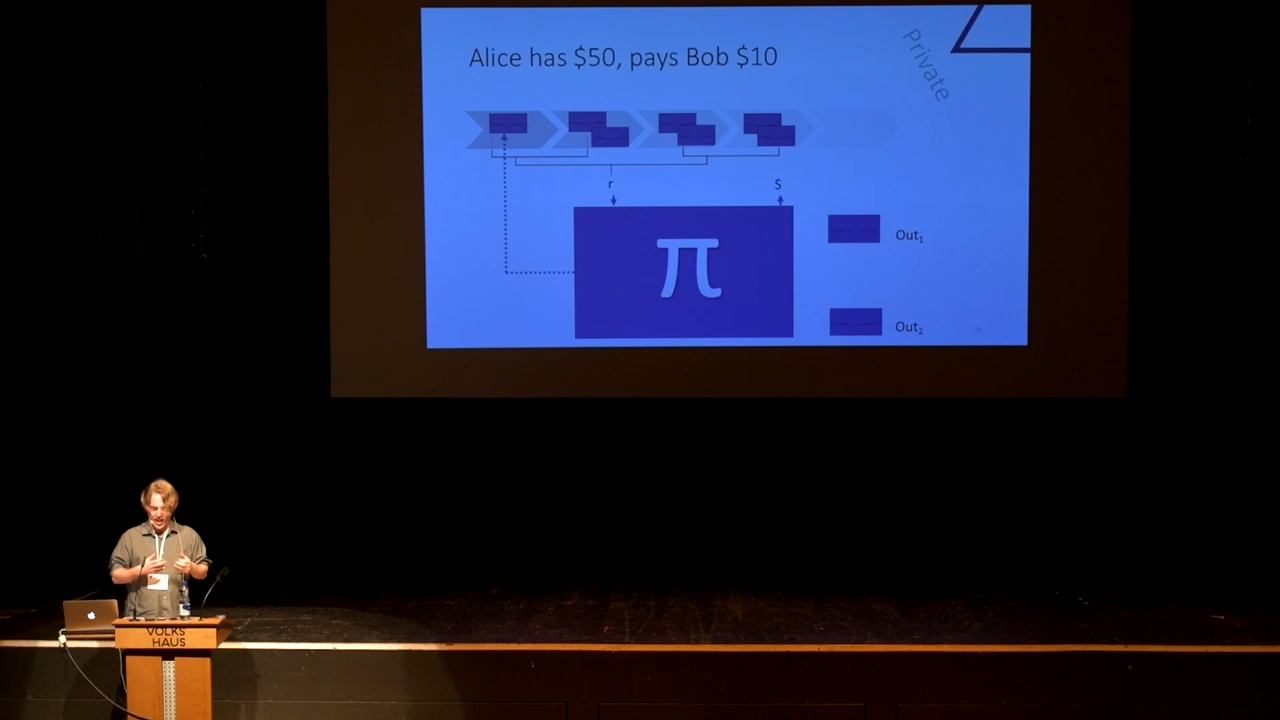 Alice has $50, pays Bob $10
Private
r
S
π
Out1
Out2
VOLKS
HAUS